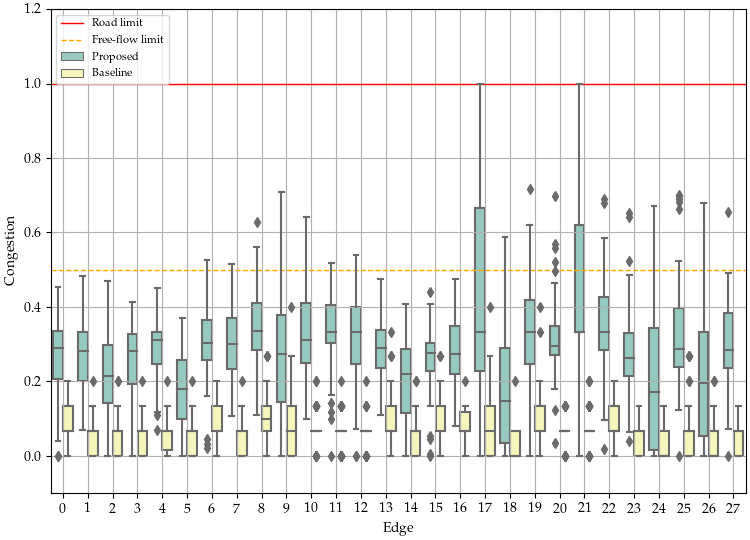 Road limit
Free-flow limit
Proposed
Baseline
1.2
1.0
0.8
0.6
0.4
0.2
0.0
Congestion
0 1 2 3 4 5 6 7 8 9 10 11 12 13 14 15 16 17 18 19 20 21 22 23 24 25 26 27
Edge